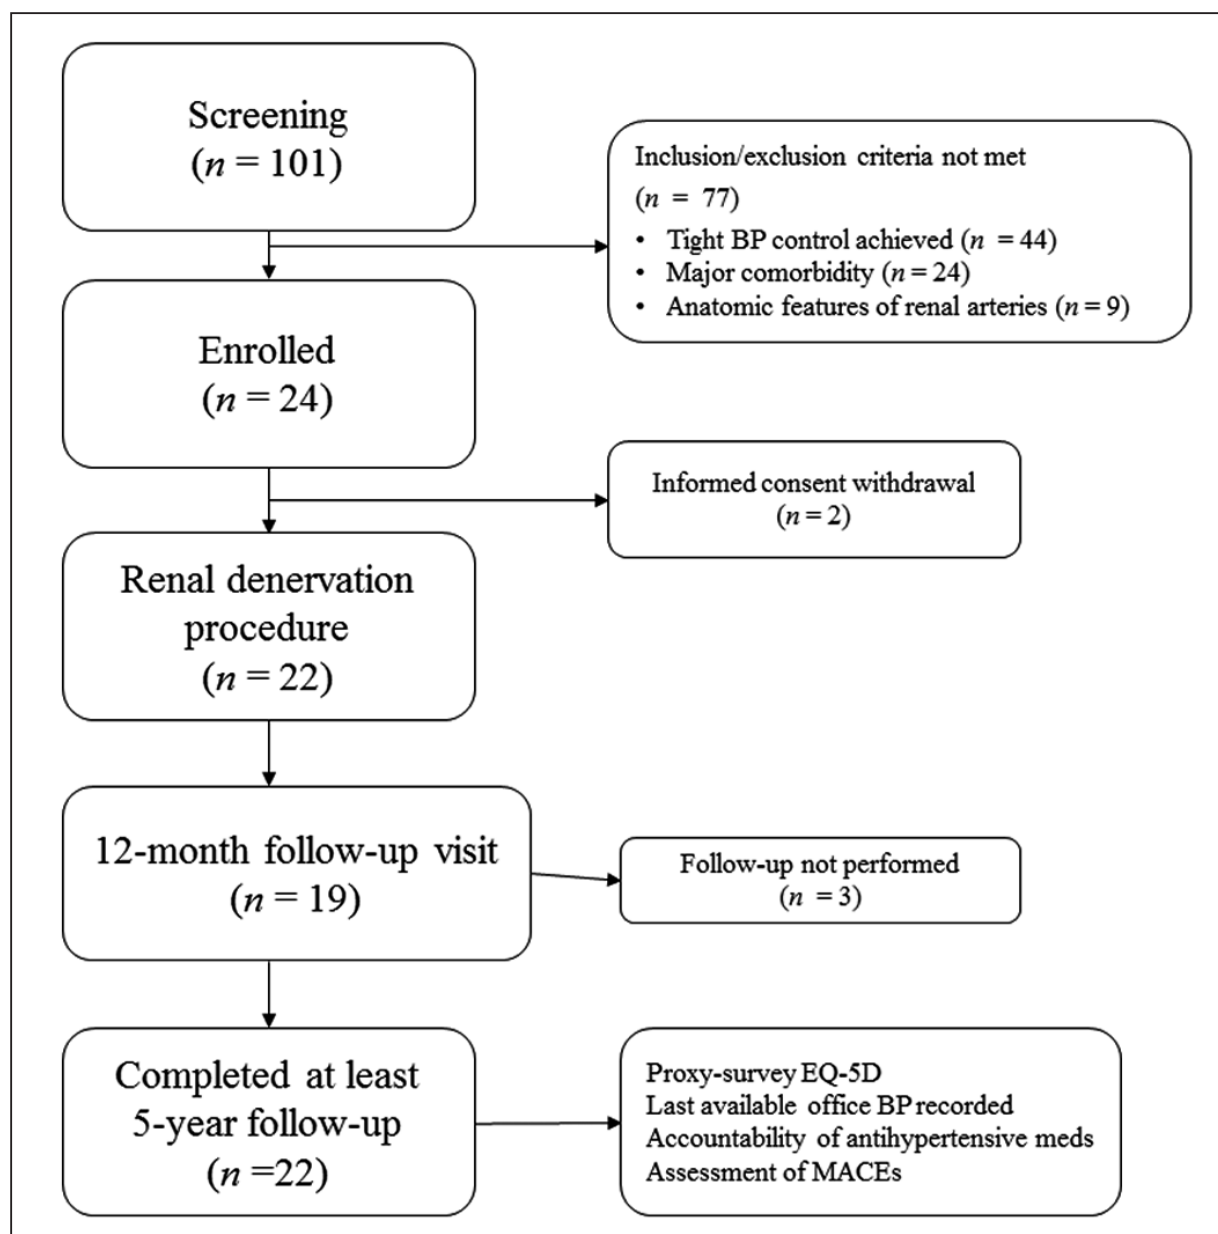 Screening
(n = 101)
Inclusion/exclusion criteria not met
(n = 77)
• Tight BP control achieved (n = 44)
• Major comorbidity (n = 24)
• Anatomic features of renal arteries (n = 9)
Enrolled
(n = 24)
Informed consent withdrawal
(n = 2)
Renal denervation
procedure
(n = 22)
12-month follow-up visit
(n = 19)
Follow-up not performed
(n = 3)
Completed at least
5-year follow-up
(n =22)
Proxy-survey EQ-5D
Last available office BP recorded
Accountability of antihypertensive meds
Assessment of MACEs